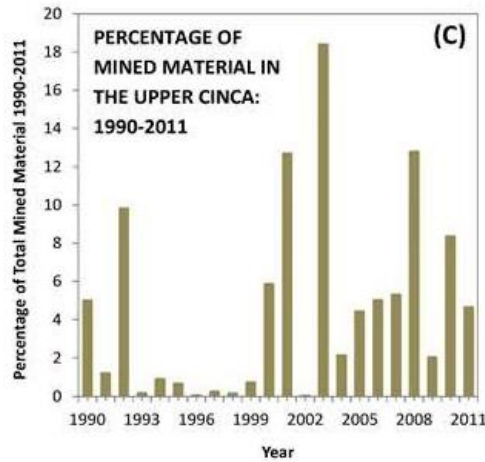 20
18
16
14
12
10
8
6
4
2
0
Percentage of Total Mined Material 1990-2011
PERCENTAGE OF
MINED MATERIAL IN
THE UPPER CINCA:
1990-2011
(C)
1990 1993 1996 1999 2002 2005 2008 2011
Year